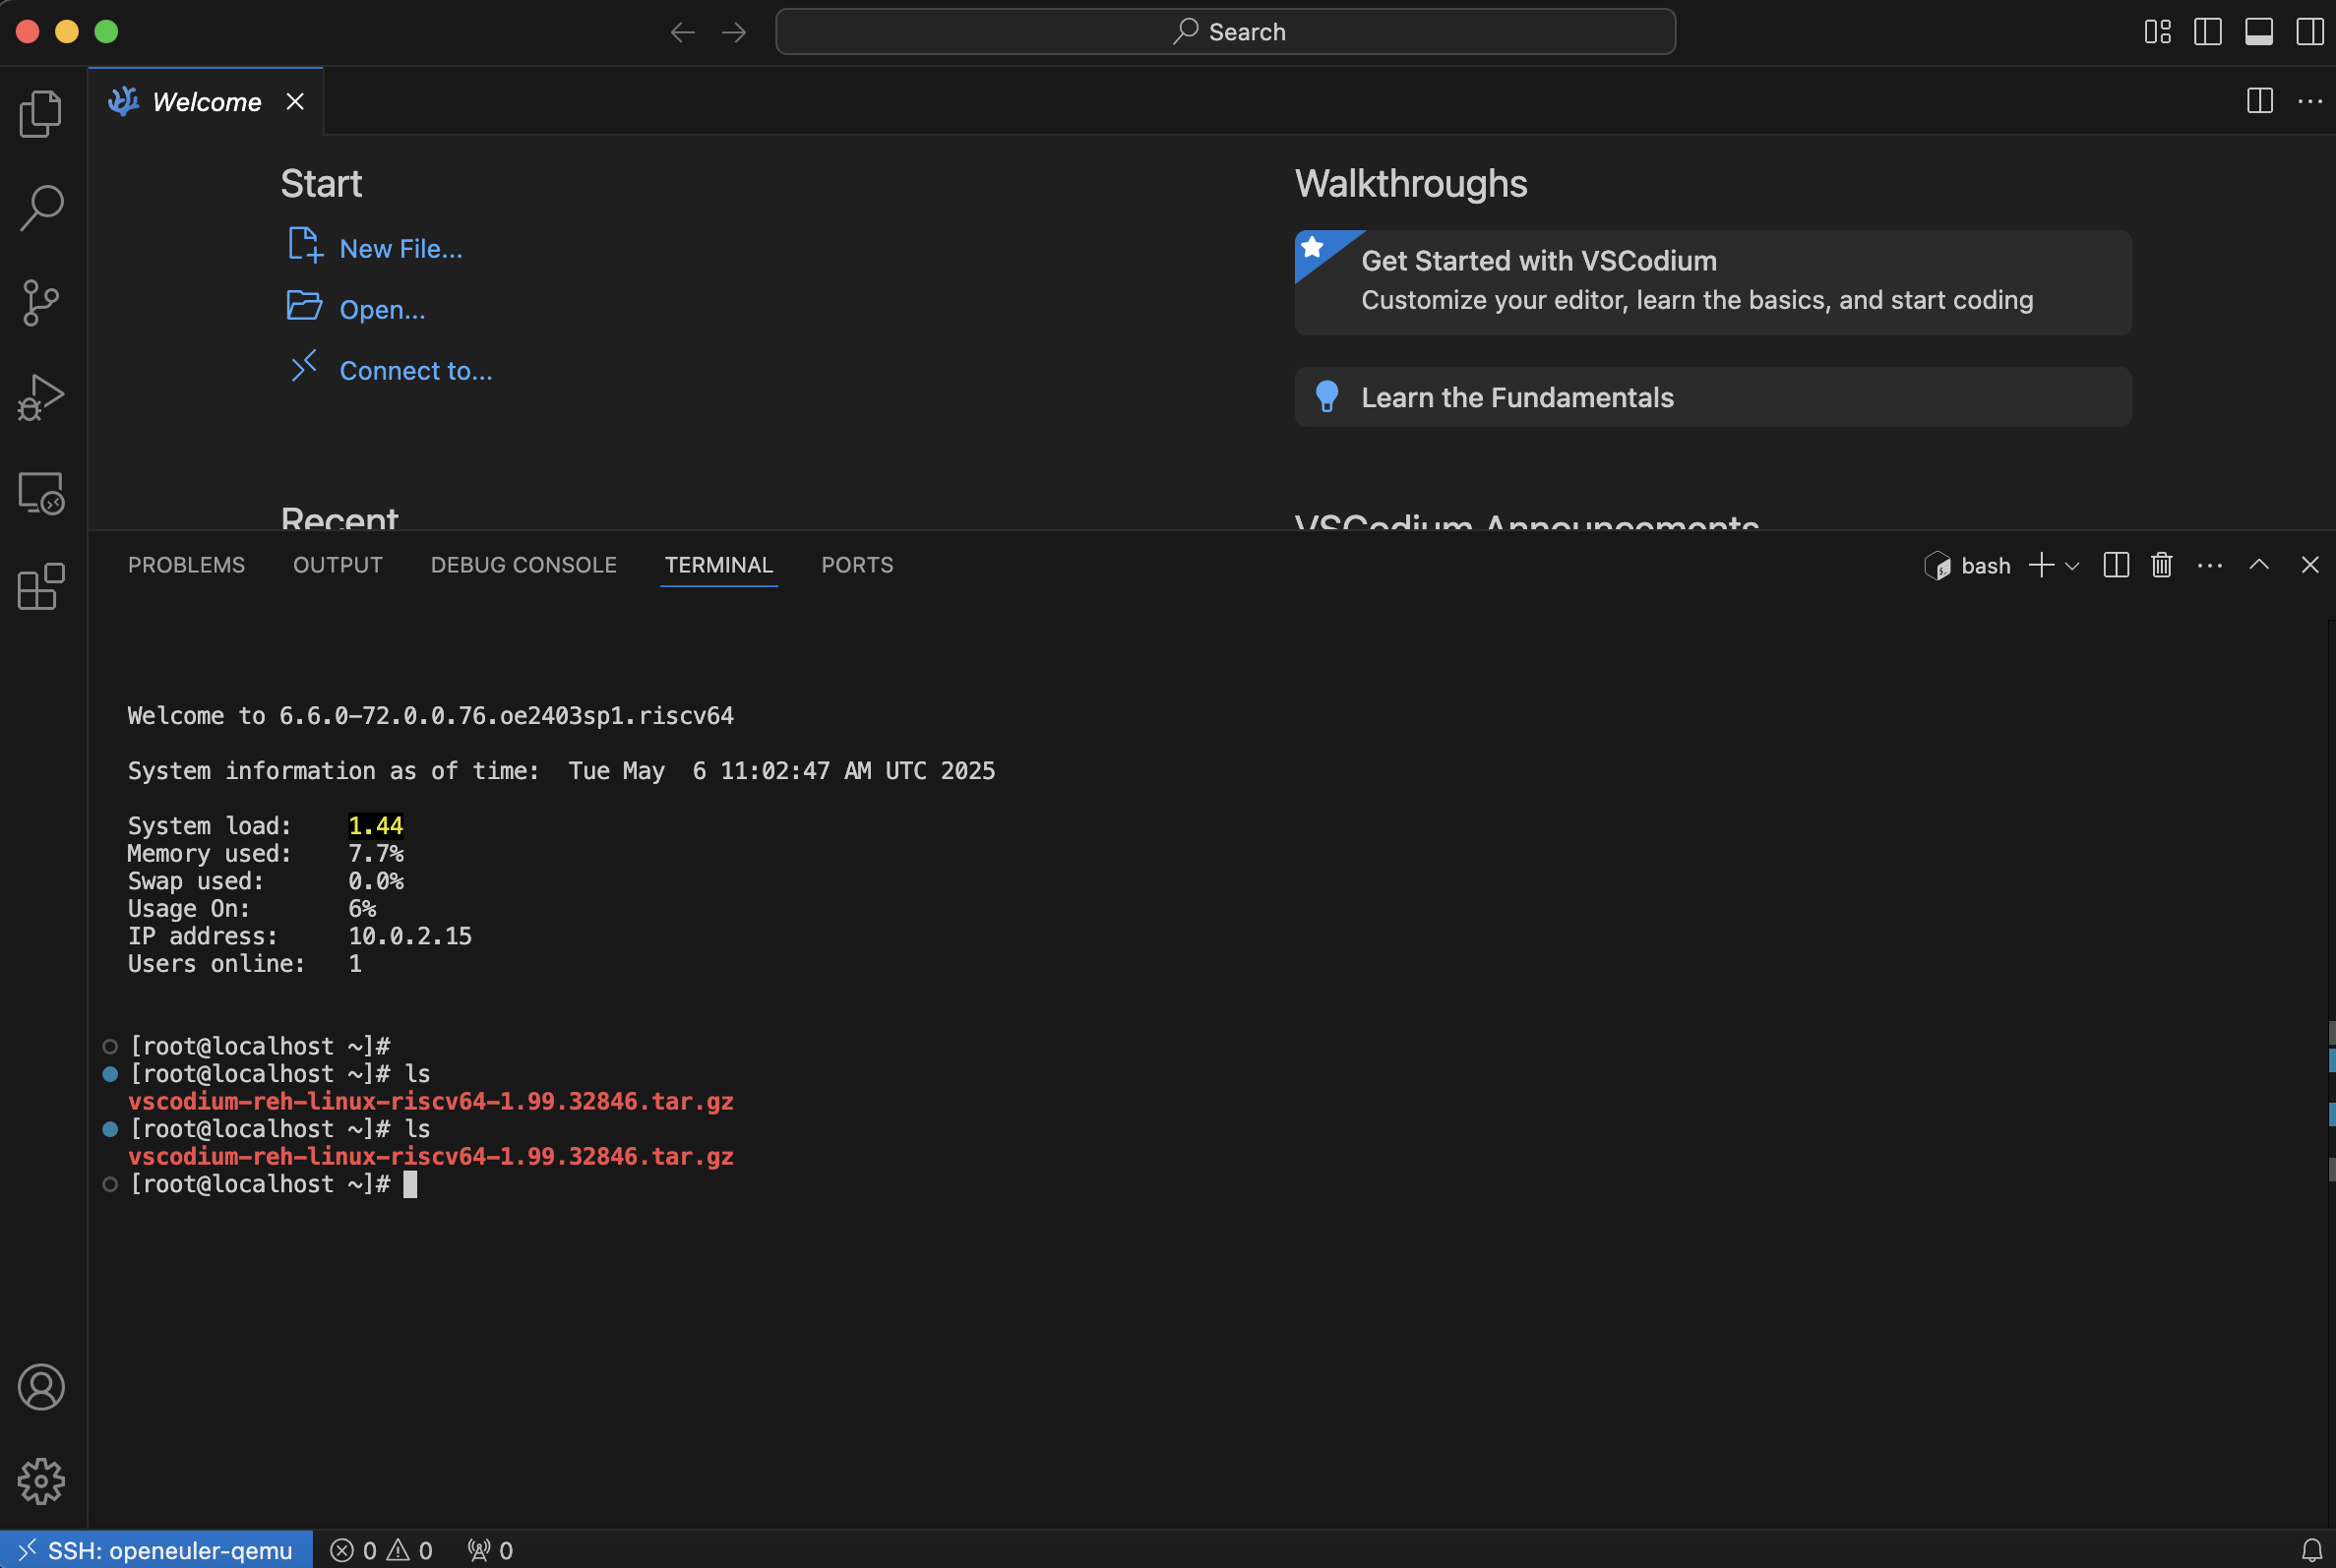 Search
Welcome
Start
New File...
Open...
Connect to...
Recent
Walkthroughs
Get Started with VSCodium
Customize your editor, learn the basics, and start coding
Learn the Fundamentals
VSCodium Announcements
PROBLEMS OUTPUT DEBUG CONSOLE TERMINAL PORTS
bash
Welcome to 6.6.0-72.0.0.76.oe2403sp1.riscv64
System information as of time:  Tue May  6 11:02:47 AM UTC 2025
System load:    1.44
Memory used:    7.7%
Swap used:      0.0%
Usage On:       6%
IP address:     10.0.2.15
Users online:   1
[root@localhost ~]#
[root@localhost ~]# ls
vscodium-reh-linux-riscv64-1.99.32846.tar.gz
[root@localhost ~]# ls
vscodium-reh-linux-riscv64-1.99.32846.tar.gz
[root@localhost ~]#
SSH: openeuler-qemu 0 0 0